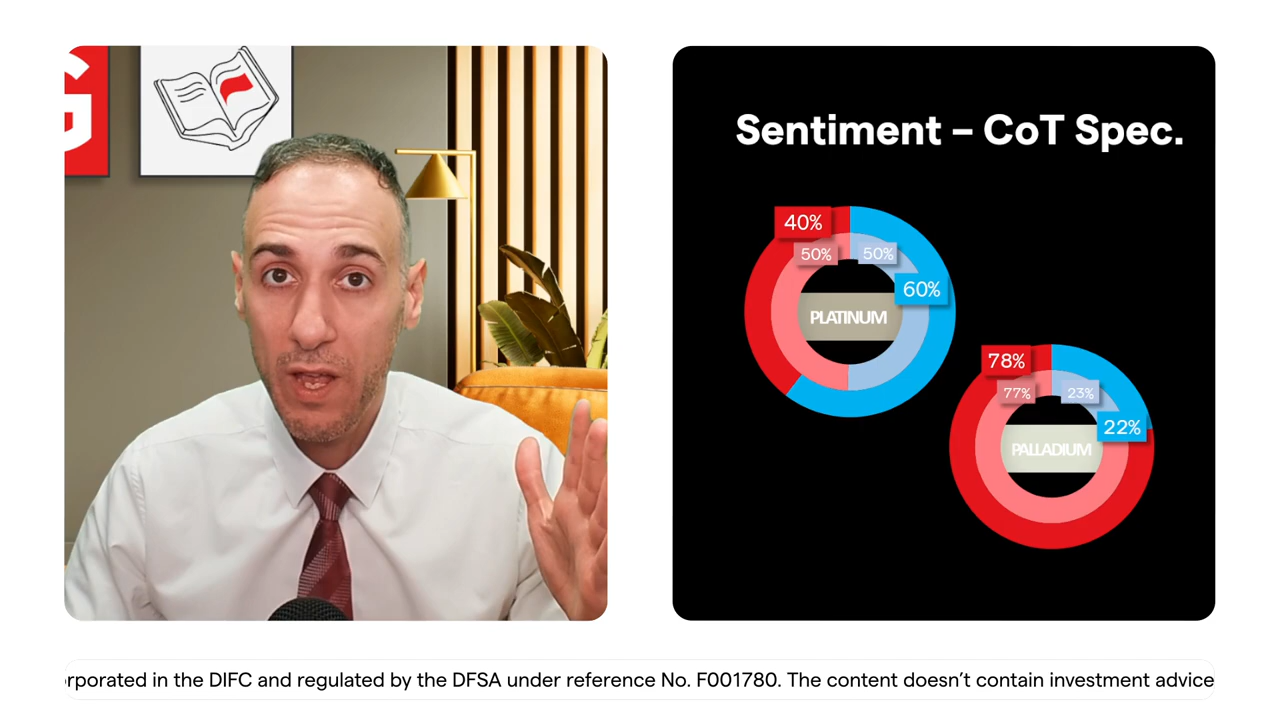 G
Sentiment – CoT Spec.
40%
50%
50%
60%
PLATINUM
78%
77%
23%
22%
PALLADIUM
orporated in the DIFC and regulated by the DFSA under reference No. F001780. The content doesn’t contain investment advice